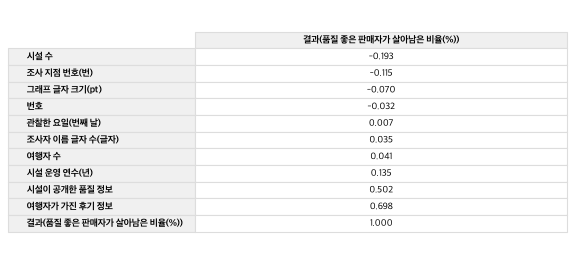 결과(품질 좋은 판매자가 살아남은 비율(%))
시설 수 -0.193
조사 지점 번호(번) -0.115
그래프 글자 크기(pt) -0.070
번호 -0.032
관찰한 요일(번째 날) 0.007
조사자 이름 글자 수(글자) 0.035
여행자 수 0.041
시설 운영 연수(년) 0.135
시설이 공개한 품질 정보 0.502
여행자가 가진 후기 정보 0.698
결과(품질 좋은 판매자가 살아남은 비율(%)) 1.000